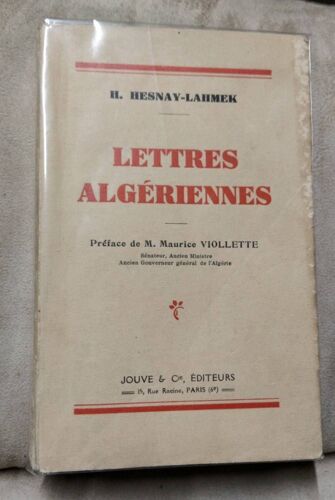 H. HESNAY-LAHMEK
LETTRES
ALGÉRIENNES
Préface de M. Maurice VIOLLETTE
Sénateur, Ancien Ministre
Ancien Gouverneur général de l'Algérie
JOUVE & Cie, ÉDITEURS
15, Rue Racine, PARIS (6e)